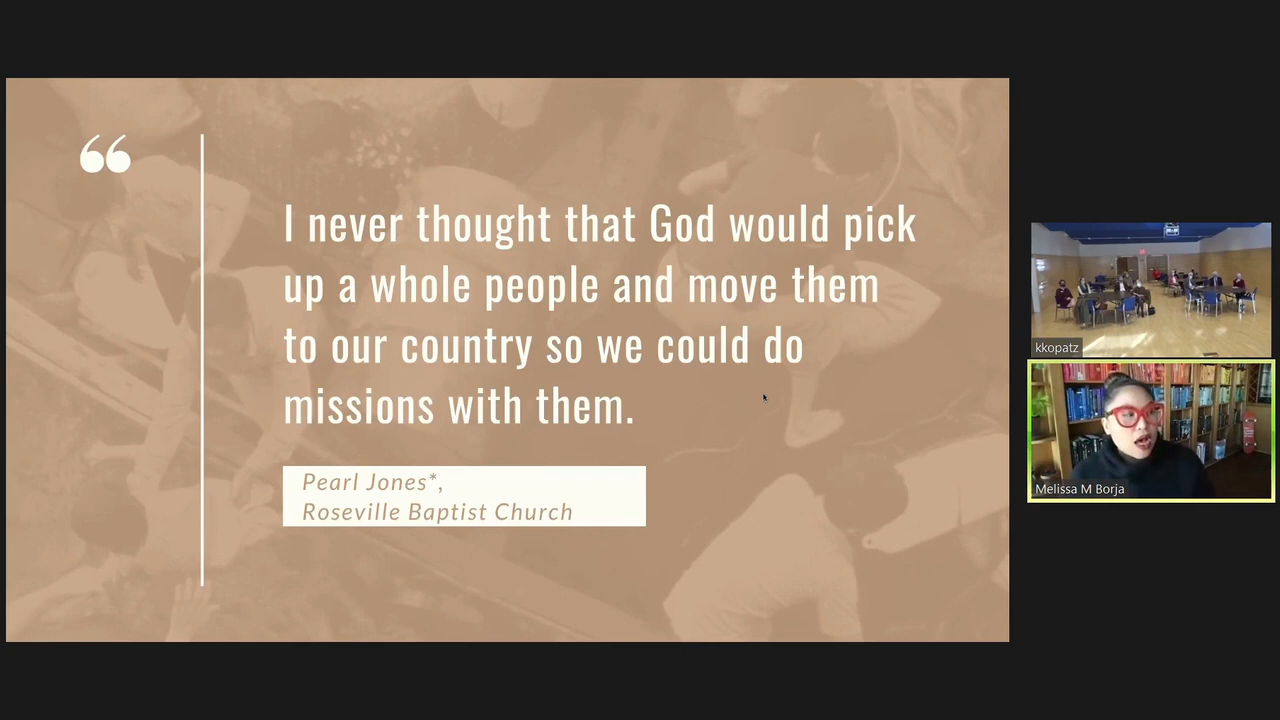 “
I never thought that God would pick
up a whole people and move them
to our country so we could do
missions with them.
Pearl Jones*,
Roseville Baptist Church
kkopatz
Melissa M Borja